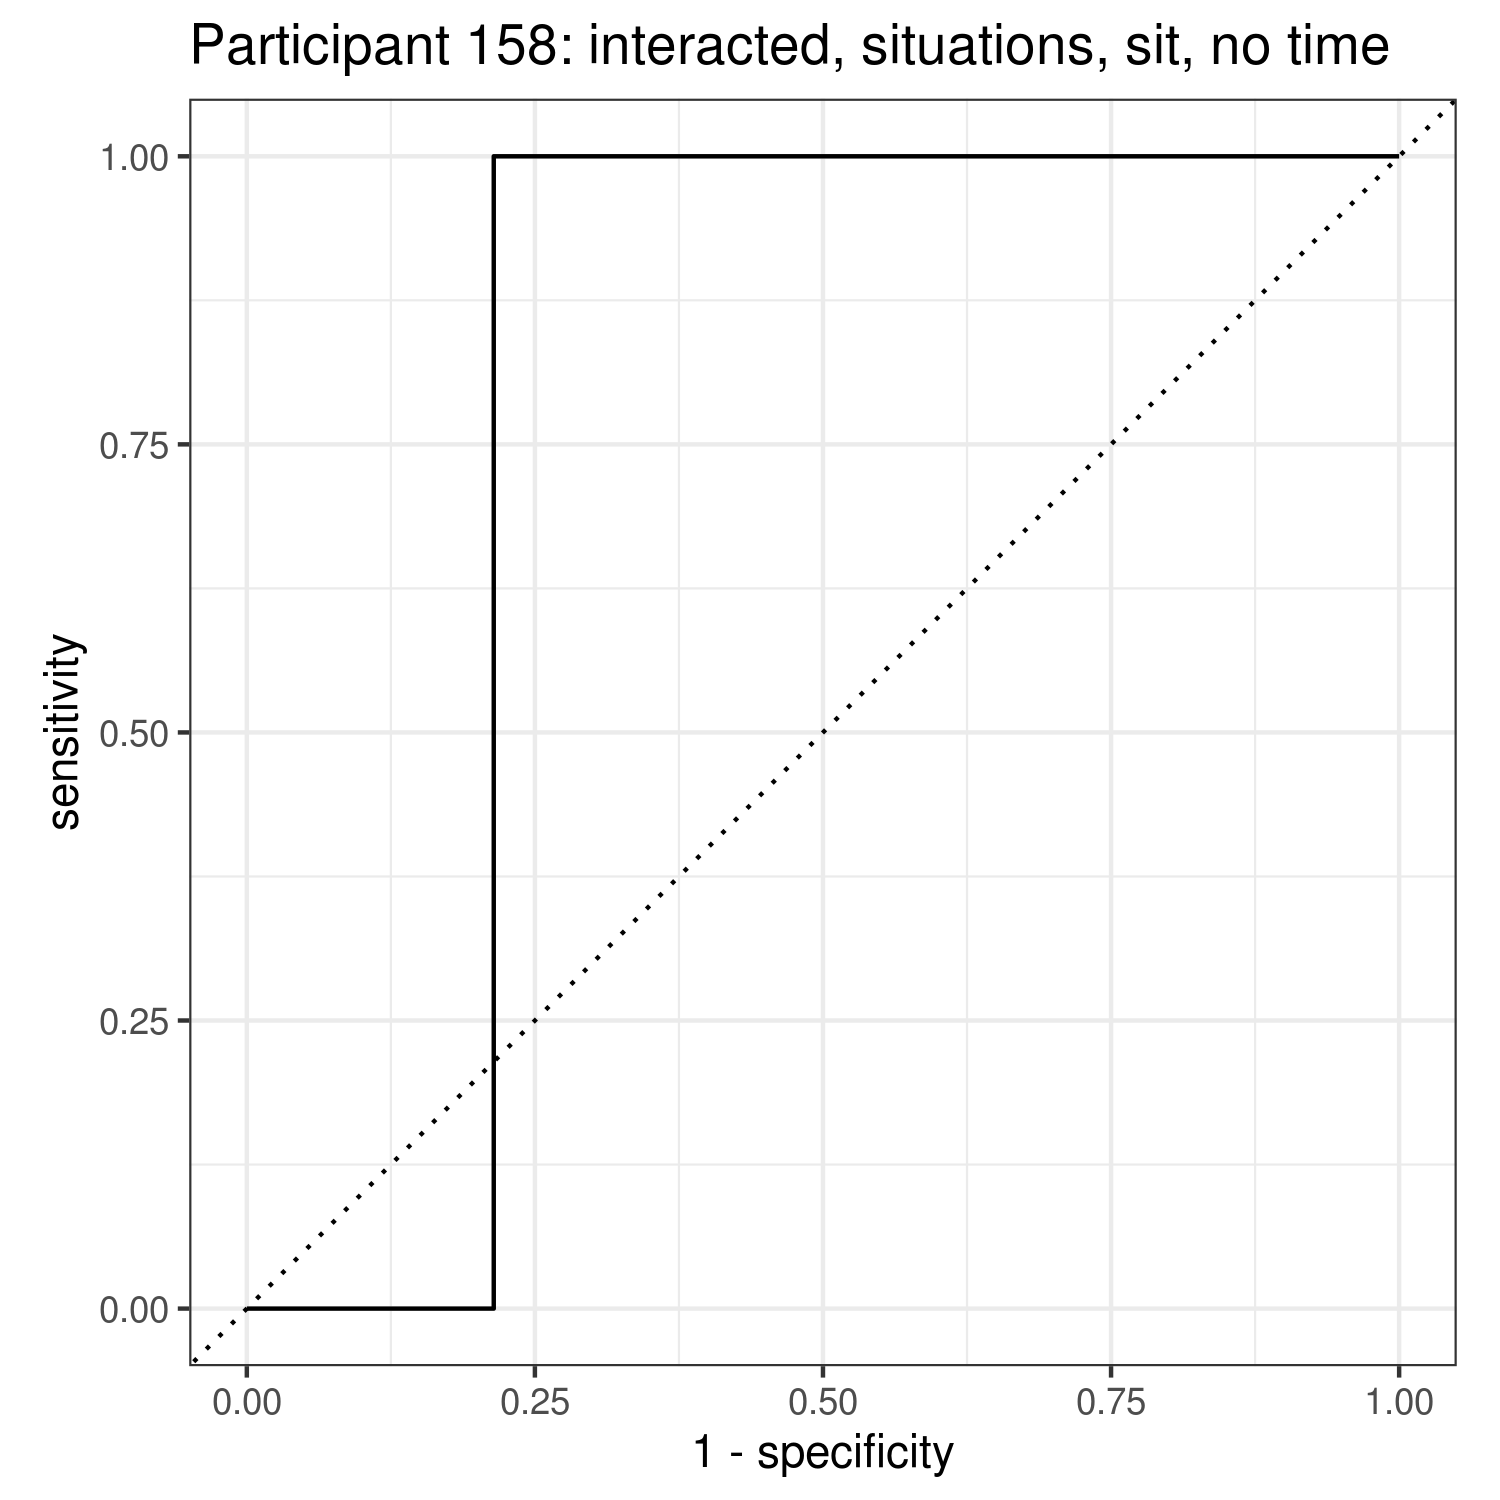 Participant 158: interacted, situations, sit, no time
1.00
0.75
0.50
0.25
0.00
sensitivity
0.00 0.25 0.50 0.75 1.00
1 - specificity